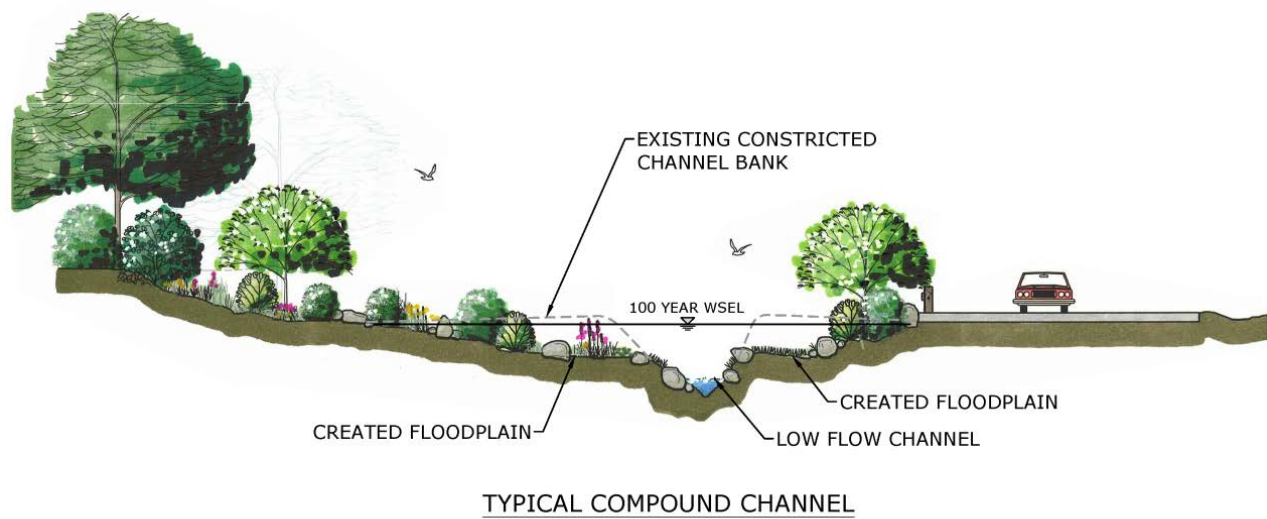 EXISTING CONSTRICTED
CHANNEL BANK
100 YEAR WSEL
CREATED FLOODPLAIN
CREATED FLOODPLAIN
LOW FLOW CHANNEL
TYPICAL COMPOUND CHANNEL